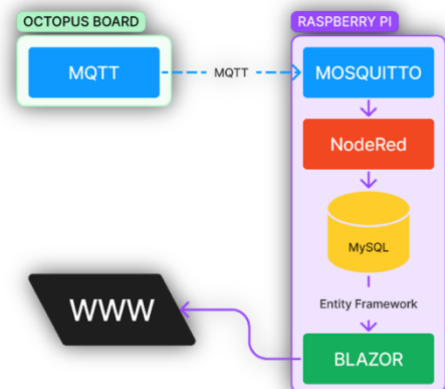 OCTOPUS BOARD
RASPBERRY PI
MQTT
MQTT
MOSQUITTO
NodeRed
MySQL
Entity Framework
WWW
BLAZOR